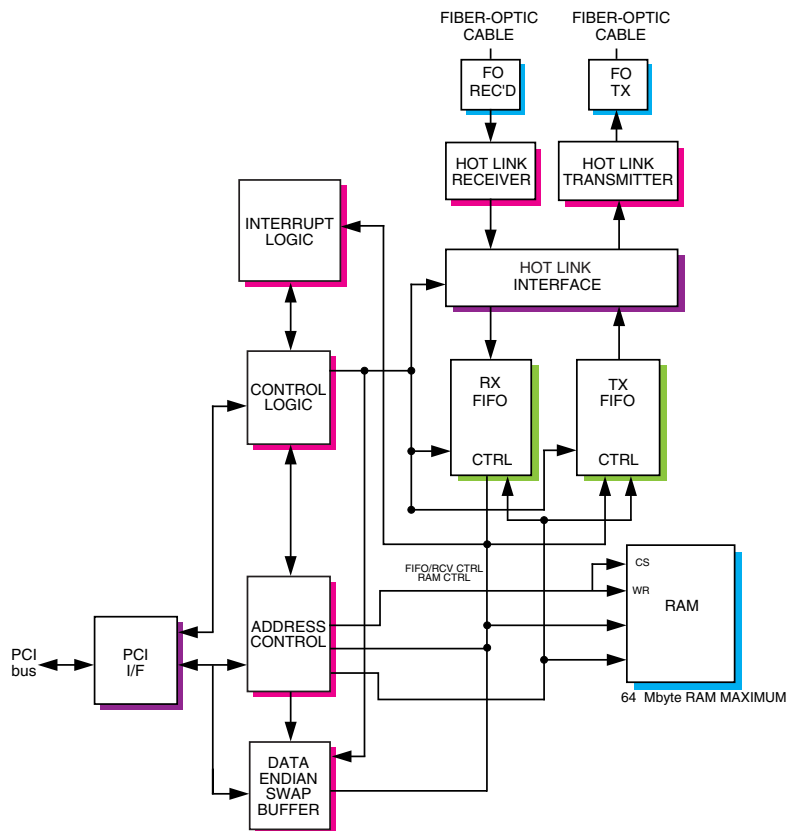 FIBER-OPTIC
CABLE
FIBER-OPTIC
CABLE
FO
REC'D
FO
TX
HOT LINK
RECEIVER
HOT LINK
TRANSMITTER
INTERRUPT
LOGIC
HOT LINK
INTERFACE
CONTROL
LOGIC
RX
FIFO
CTRL
TX
FIFO
CTRL
FIFO/RCV CTRL
RAM CTRL
CS
WR
RAM
64 Mbyte RAM MAXIMUM
ADDRESS
CONTROL
PCI
bus
PCI
I/F
DATA
ENDIAN
SWAP
BUFFER